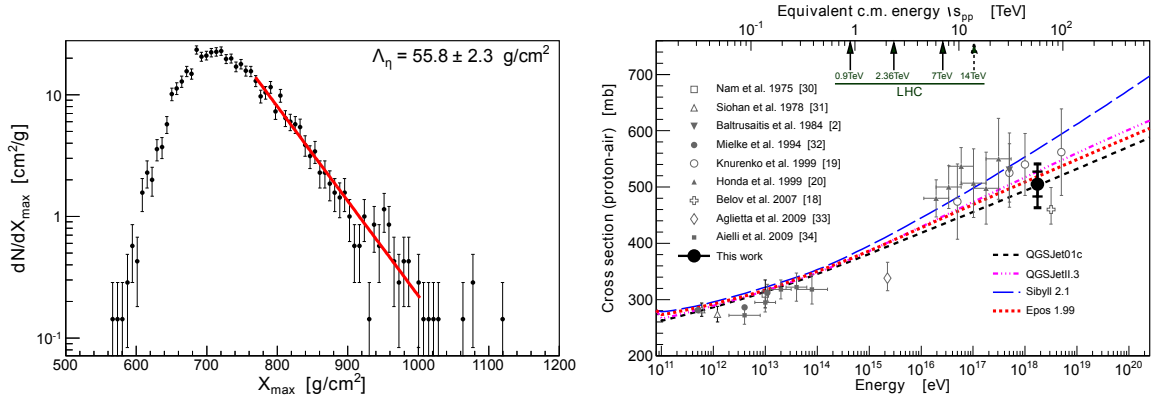 Λη = 55.8 ± 2.3 g/cm²
dN/dXmax [cm²/g]
10
1
10⁻¹
500 600 700 800 900 1000 1100 1200
Xmax [g/cm²]
Equivalent c.m. energy √spp [TeV]
10⁻¹ 1 10 10²
0.9TeV 2.36TeV 7TeV 14TeV
LHC
Cross section (proton-air) [mb]
700
600
500
400
300
200
Nam et al. 1975 [30]
Siohan et al. 1978 [31]
Baltrusaitis et al. 1984 [2]
Mielke et al. 1994 [32]
Knurenko et al. 1999 [19]
Honda et al. 1999 [20]
Belov et al. 2007 [18]
Aglietta et al. 2009 [33]
Aielli et al. 2009 [34]
This work
QGSJet01c
QGSJetII.3
Sibyll 2.1
Epos 1.99
10¹¹ 10¹² 10¹³ 10¹⁴ 10¹⁵ 10¹⁶ 10¹⁷ 10¹⁸ 10¹⁹ 10²⁰
Energy [eV]